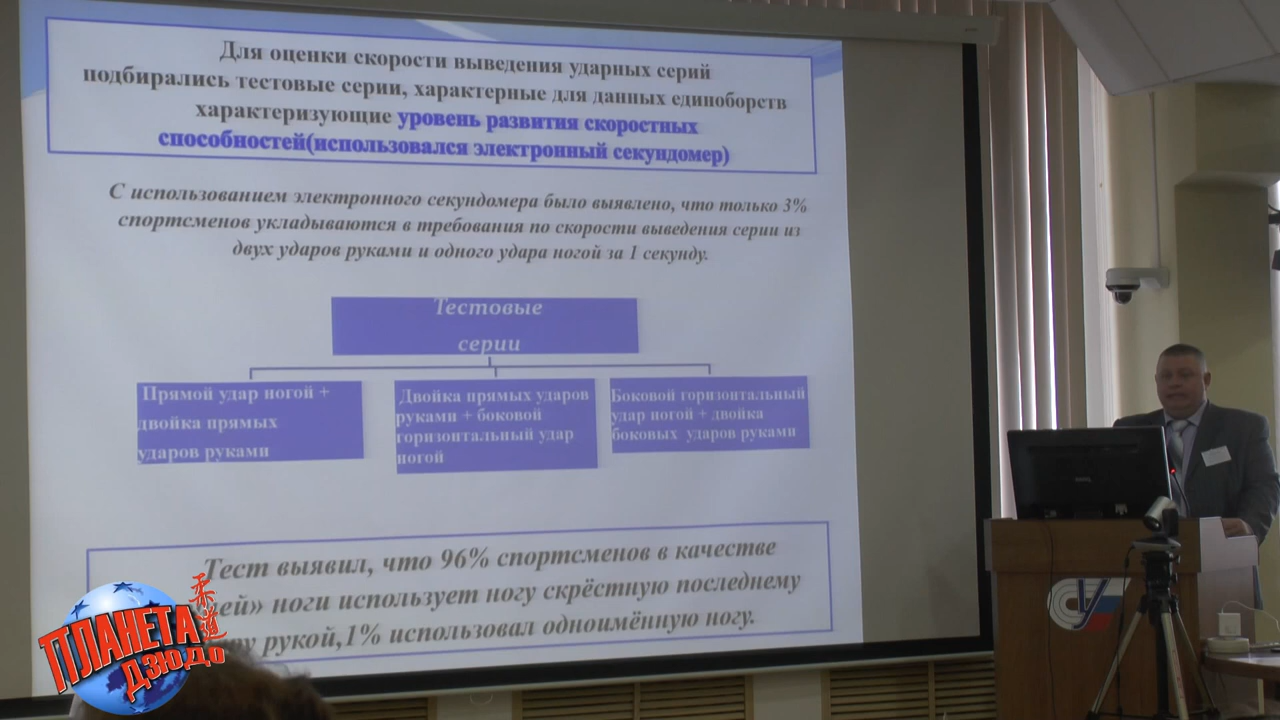 Для оценки скорости выведения ударных серий
подбирались тестовые серии, характерные для данных единоборств
характеризующие уровень развития скоростных
способностей(использовался электронный секундомер)
С использованием электронного секундомера было выявлено, что только 3%
спортсменов укладываются в требования по скорости выведения серии из
двух ударов руками и одного удара ногой за 1 секунду.
Тестовые
серии
Прямой удар ногой +
двойка прямых
ударов руками
Двойка прямых ударов
руками + боковой
горизонтальный удар
ногой
Боковой горизонтальный
удар ногой + двойка
боковых ударов руками
Тест выявил, что 96% спортсменов в качестве
ей» ноги использует ногу скрёстную последнему
рукой,1% использовал одноимённую ногу.
ПЛАНЕТА
ДЗЮДО
柔道